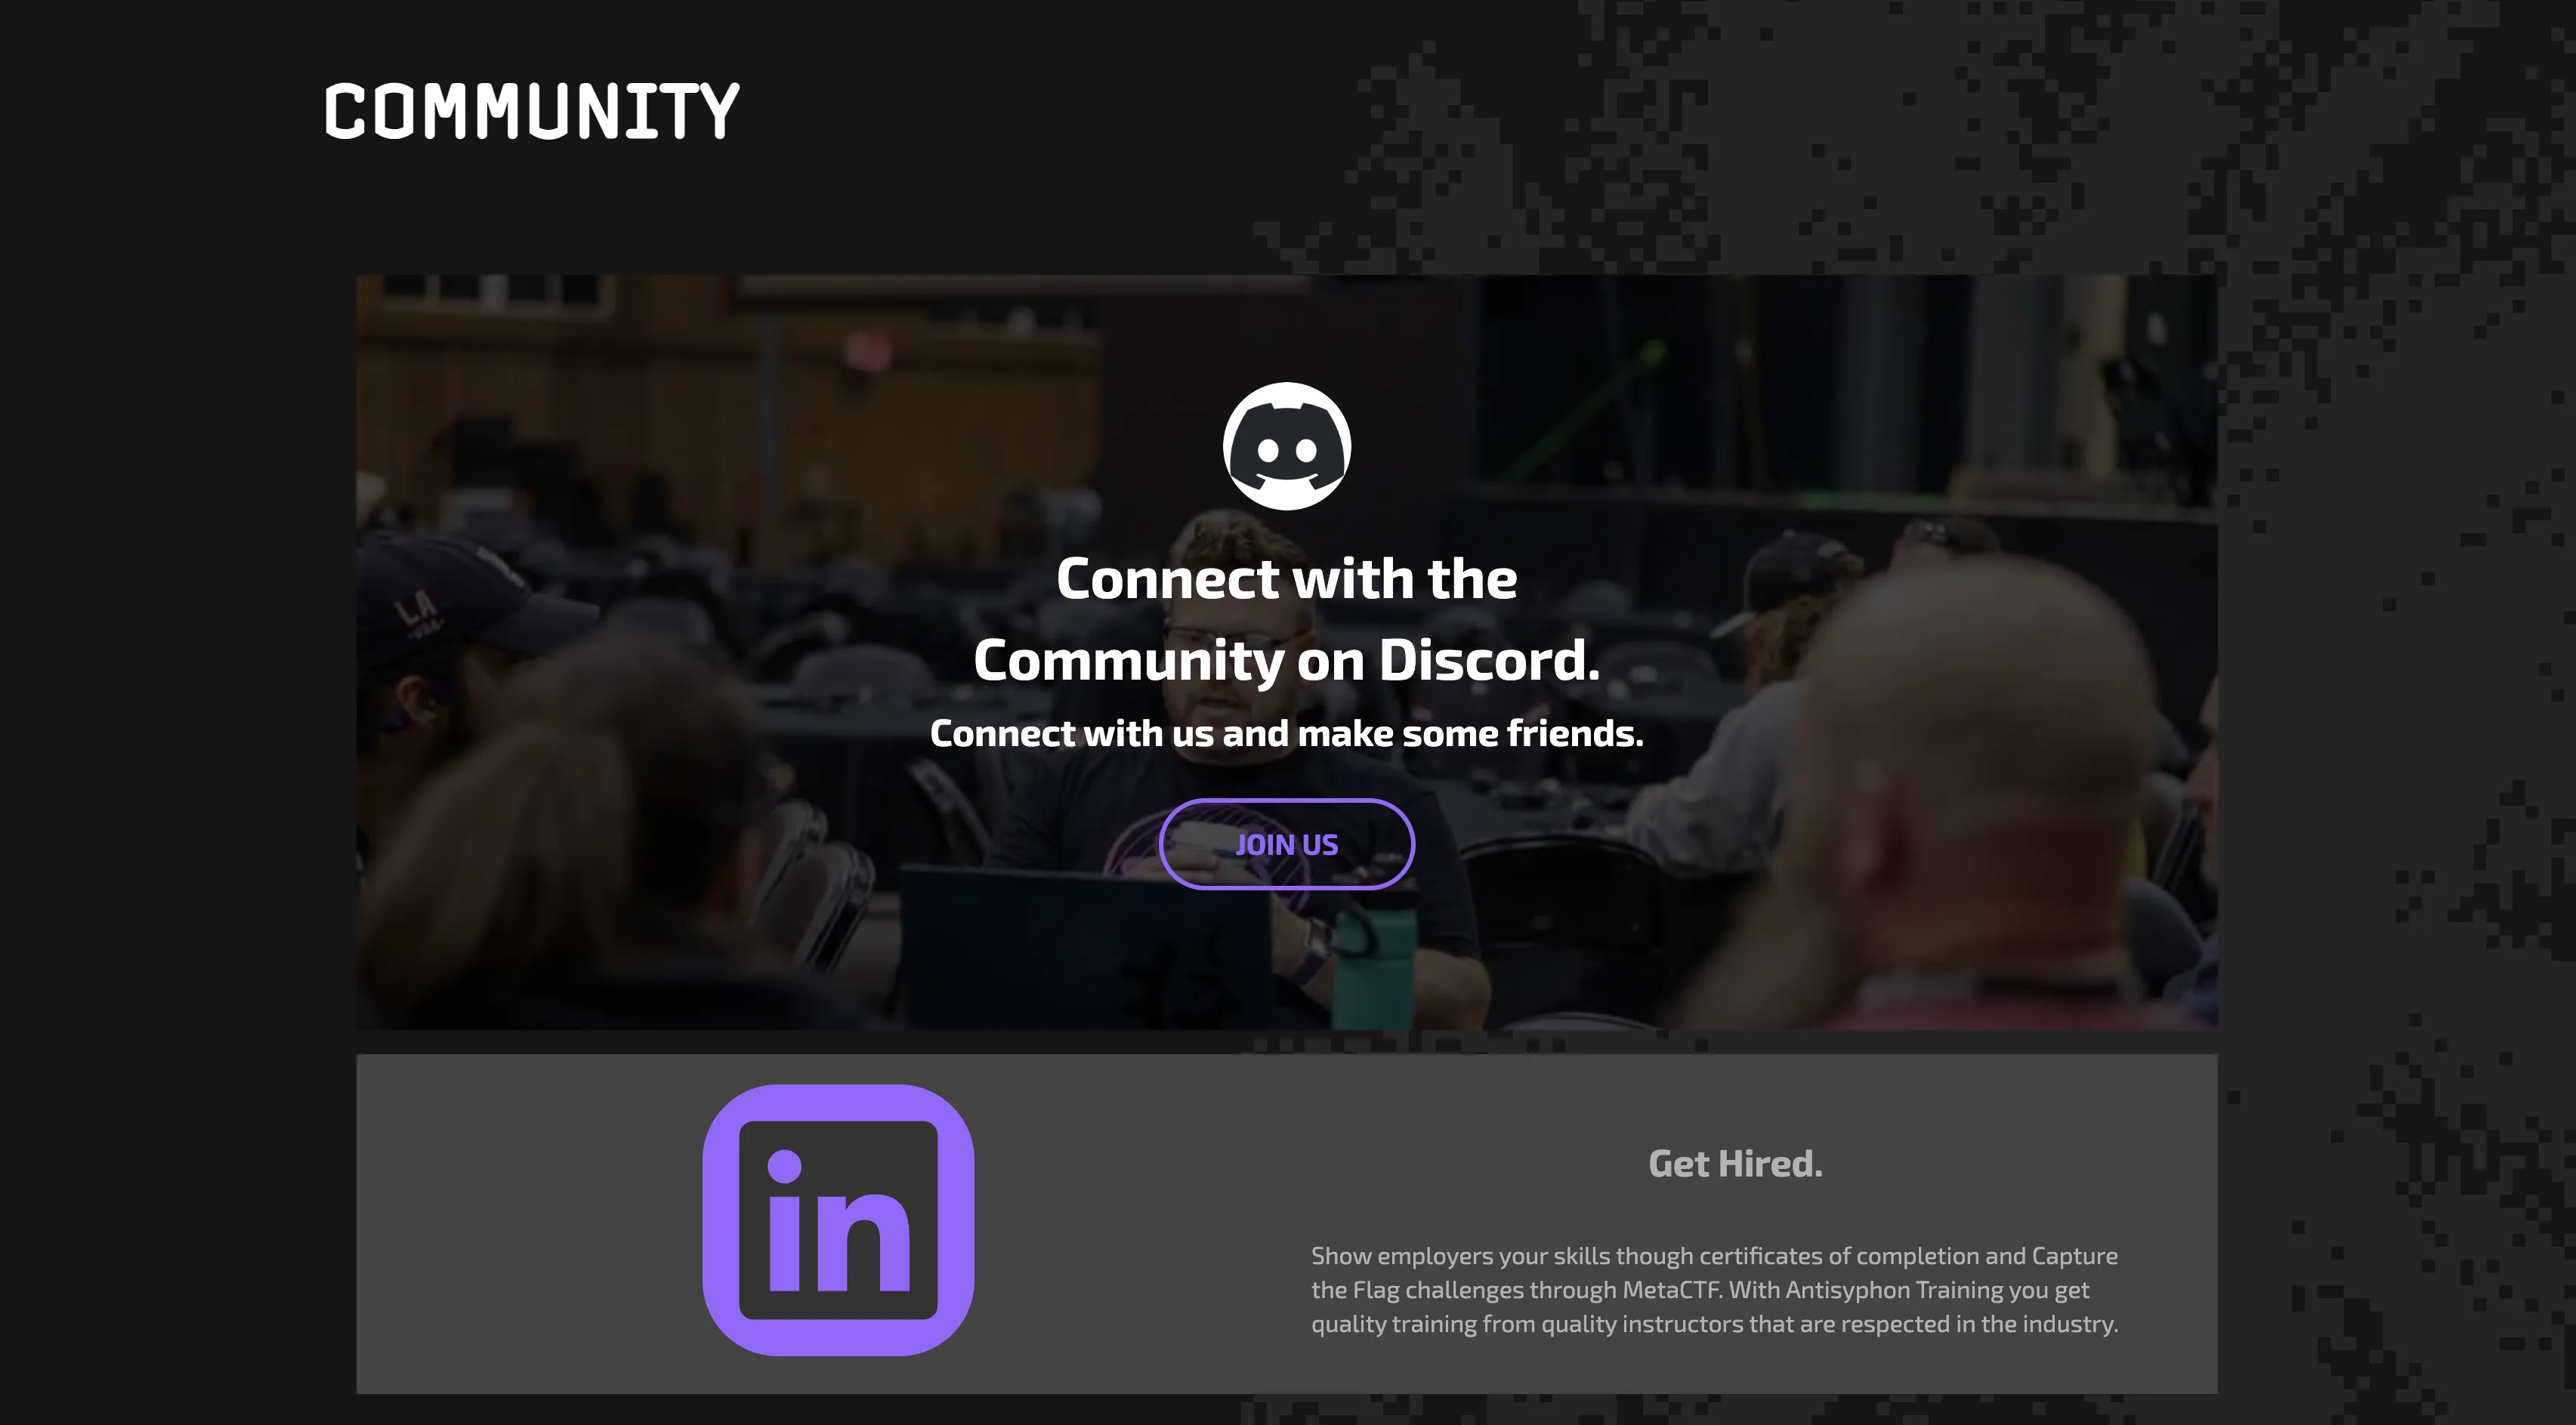 COMMUNITY
LA
USA
Connect with the
Community on Discord.
Connect with us and make some friends.
JOIN US
in
Get Hired.
Show employers your skills though certificates of completion and Capture
the Flag challenges through MetaCTF. With Antisyphon Training you get
quality training from quality instructors that are respected in the industry.